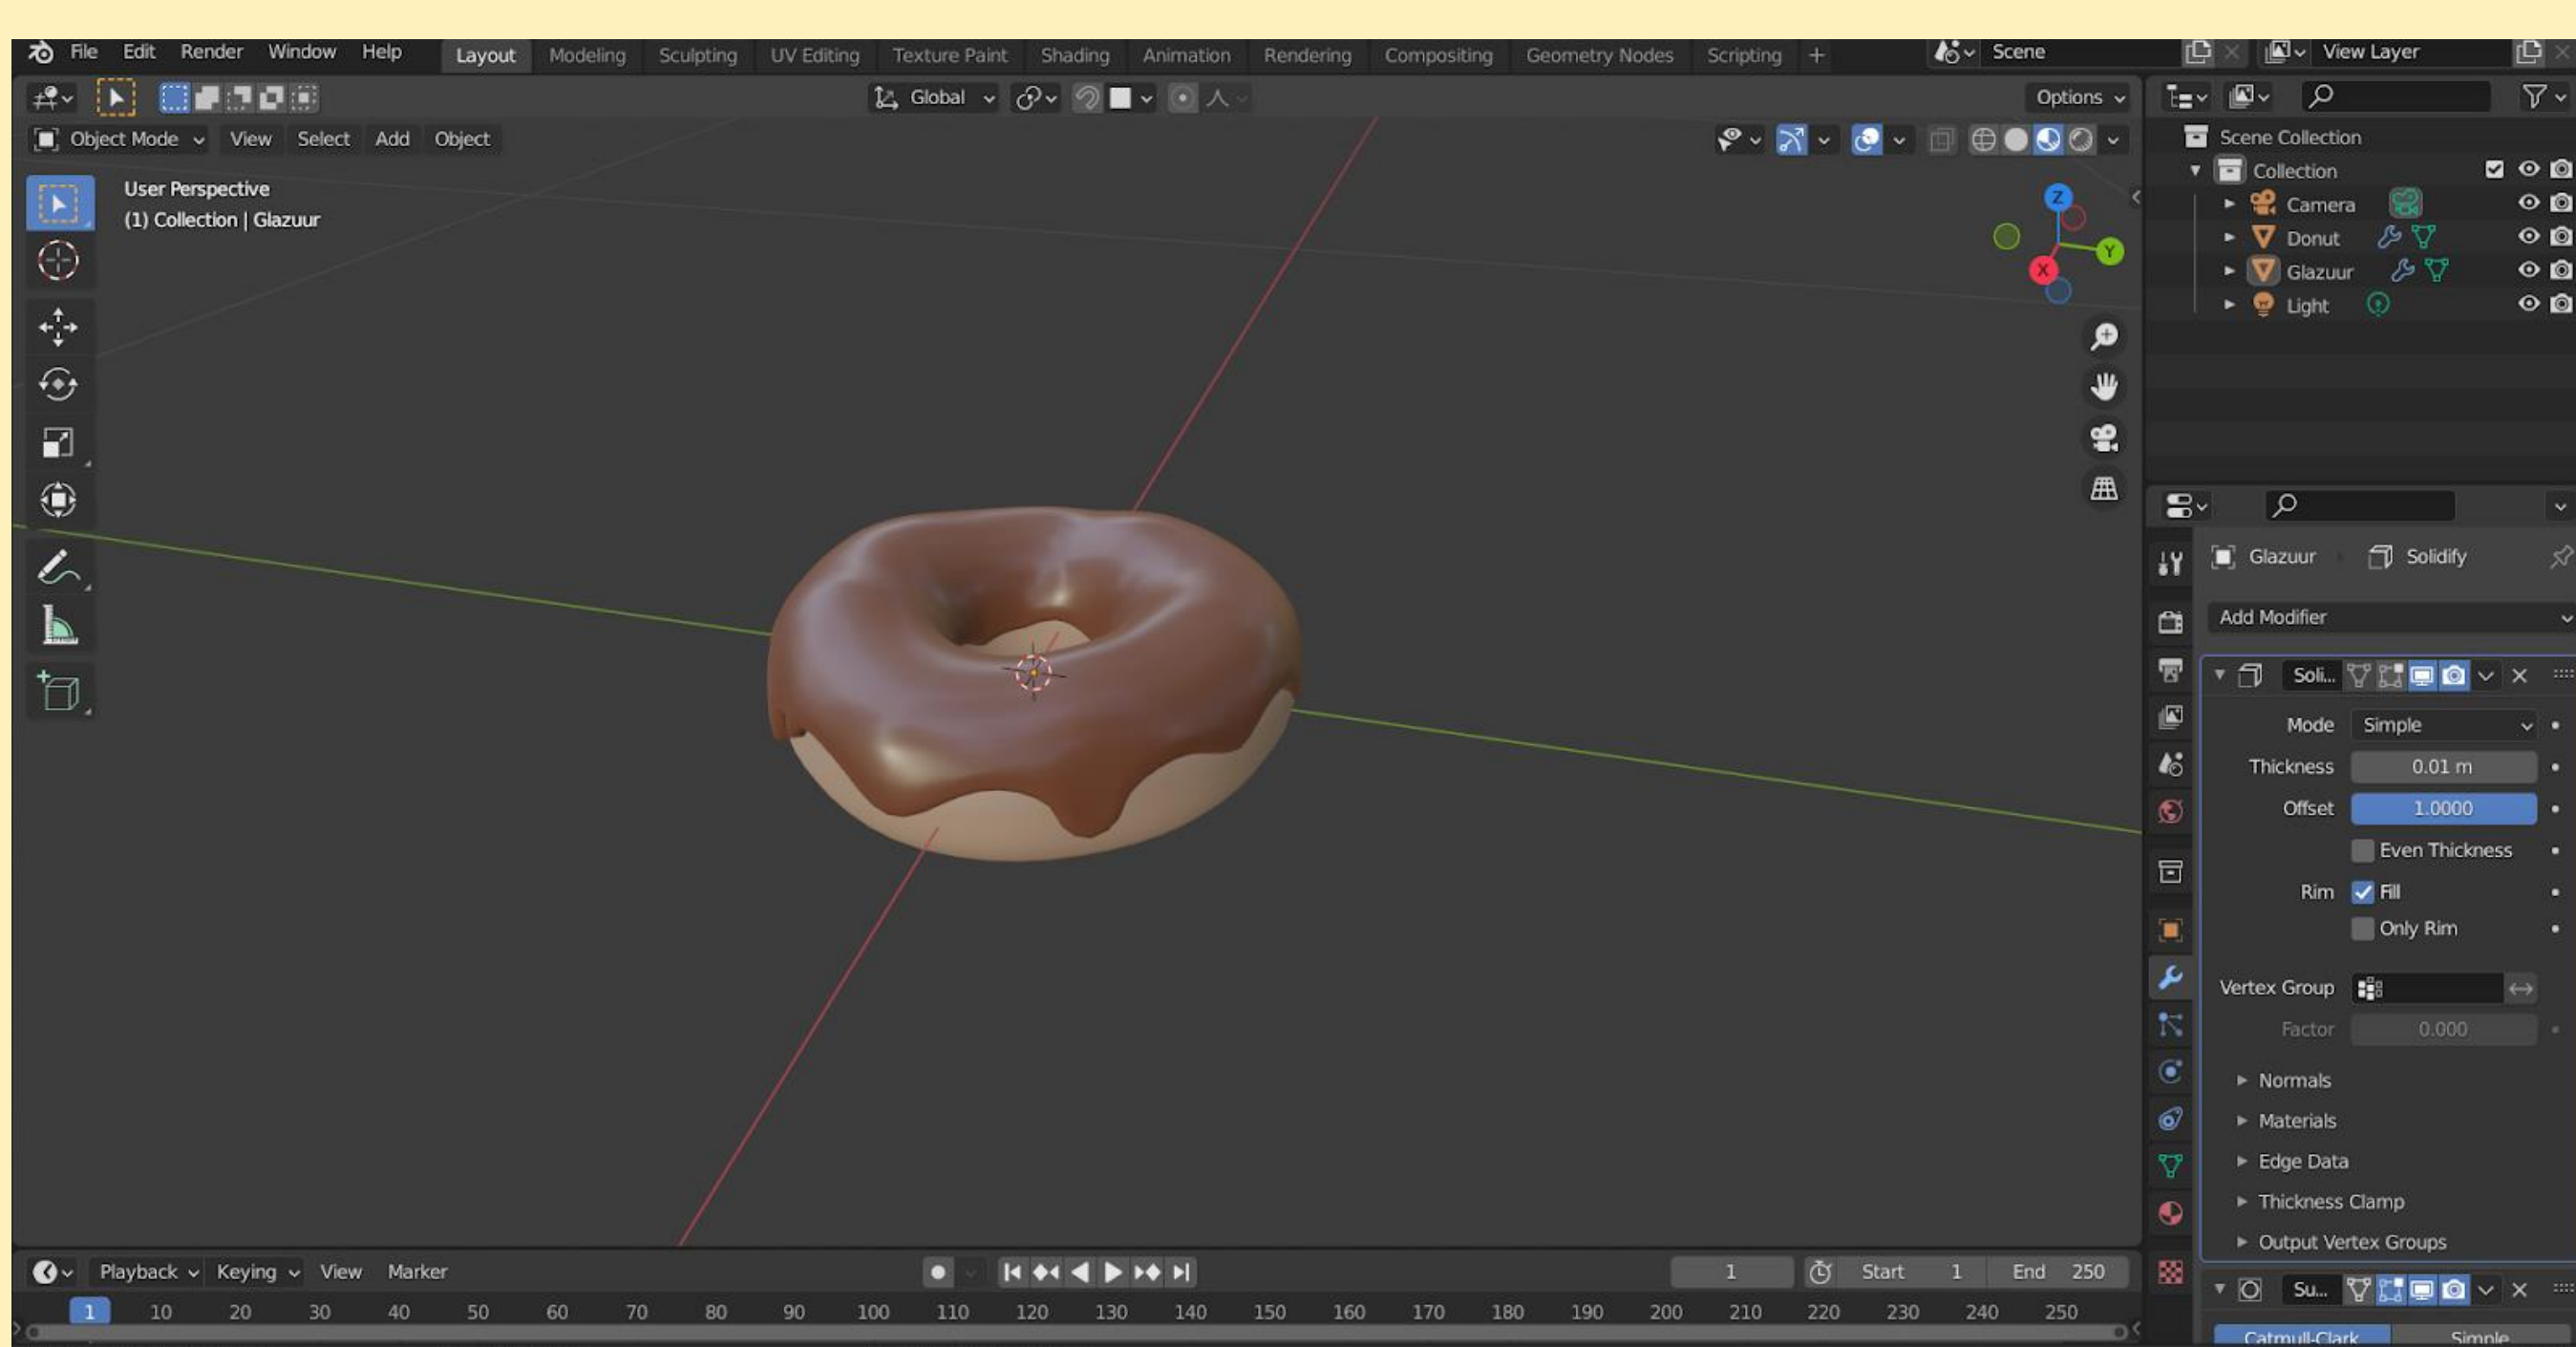 File Edit Render Window Help Layout Modeling Sculpting UV Editing Texture Paint Shading Animation Rendering Compositing Geometry Nodes Scripting + Scene View Layer
Global Options
Object Mode View Select Add Object
User Perspective
(1) Collection | Glazuur
Z
Y
X
Scene Collection
Collection
Camera
Donut
Glazuur
Light
Glazuur Solidify
Add Modifier
Soli...
Mode Simple
Thickness 0.01 m
Offset 1.0000
Even Thickness
Rim Fill
Only Rim
Vertex Group
Factor 0.000
Normals
Materials
Edge Data
Thickness Clamp
Output Vertex Groups
Su...
Catmull-Clark Simple
Playback Keying View Marker 1 Start 1 End 250
1 10 20 30 40 50 60 70 80 90 100 110 120 130 140 150 160 170 180 190 200 210 220 230 240 250